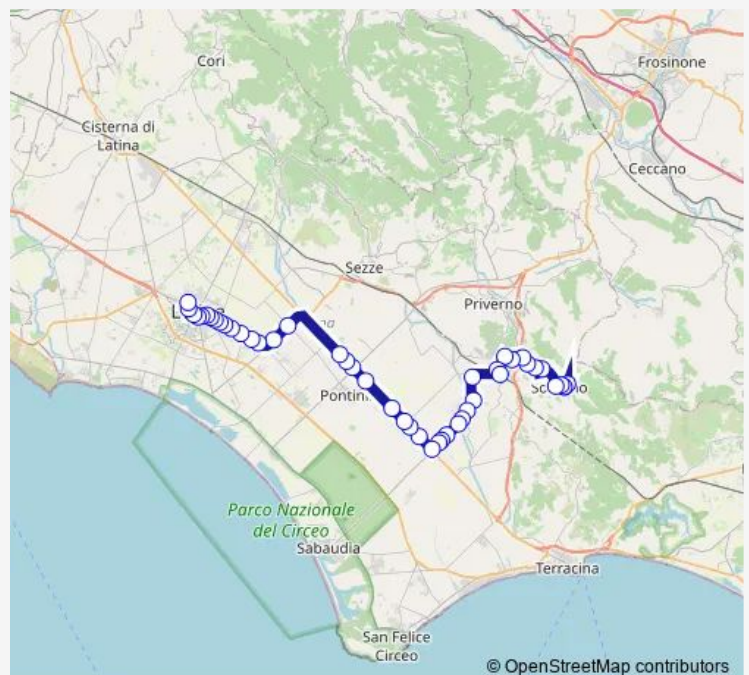 Cori
Frosinone
Cisterna di
Latina
Ceccano
Sezze
Priverno
Parco Nazionale
del Circeo
Sabaudia
Terracina
San Felice
Circeo
© OpenStreetMap contributors